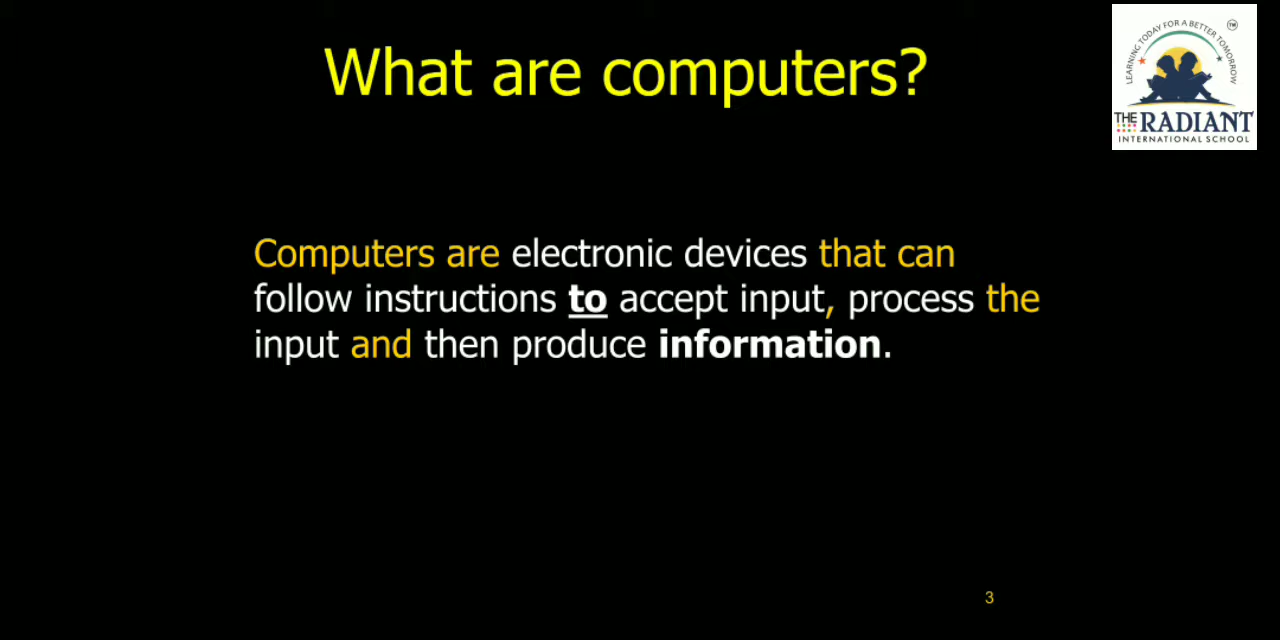 What are computers?
LEARNING TODAY FOR A BETTER TOMORROW
TM
THE RADIANT
INTERNATIONAL SCHOOL
Computers are electronic devices that can
follow instructions to accept input, process the
input and then produce information.
3